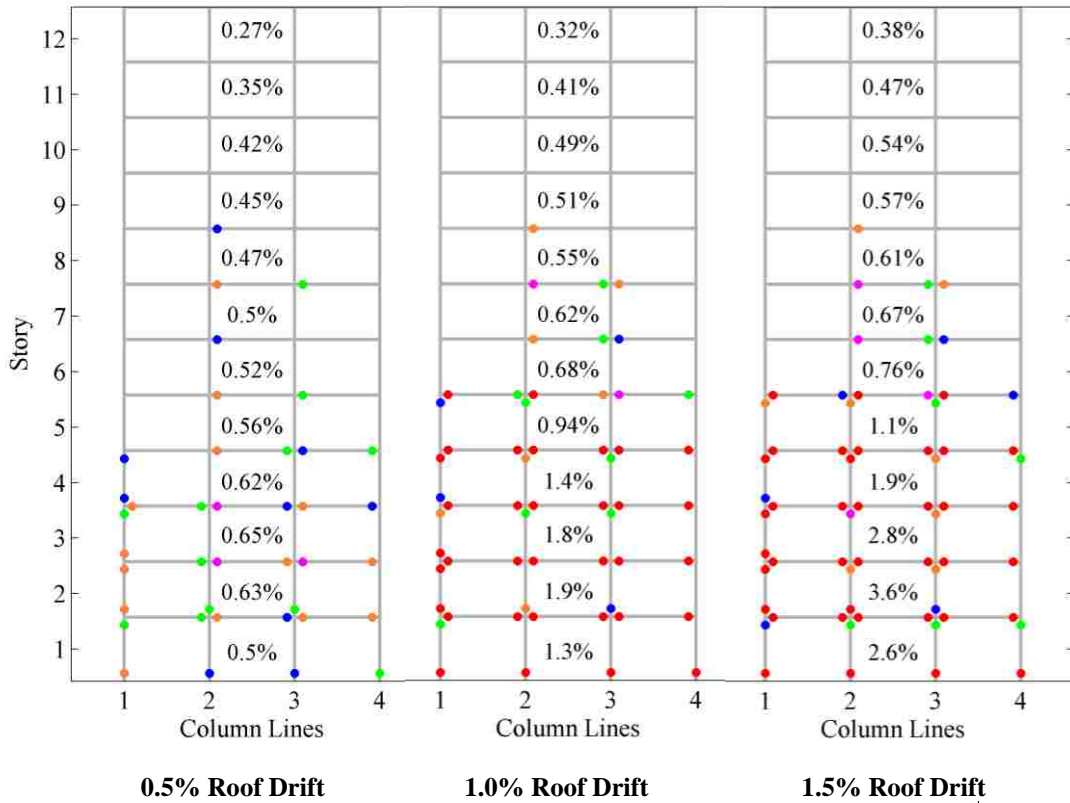 12 0.27% 0.32% 0.38%
11 0.35% 0.41% 0.47%
10 0.42% 0.49% 0.54%
9 0.45% 0.51% 0.57%
8 0.47% 0.55% 0.61%
7 0.5% 0.62% 0.67%
6 0.52% 0.68% 0.76%
5 0.56% 0.94% 1.1%
4 0.62% 1.4% 1.9%
3 0.65% 1.8% 2.8%
2 0.63% 1.9% 3.6%
1 0.5% 1.3% 2.6%
Story
1 2 3 4 1 2 3 4 1 2 3 4
Column Lines Column Lines Column Lines
0.5% Roof Drift 1.0% Roof Drift 1.5% Roof Drift